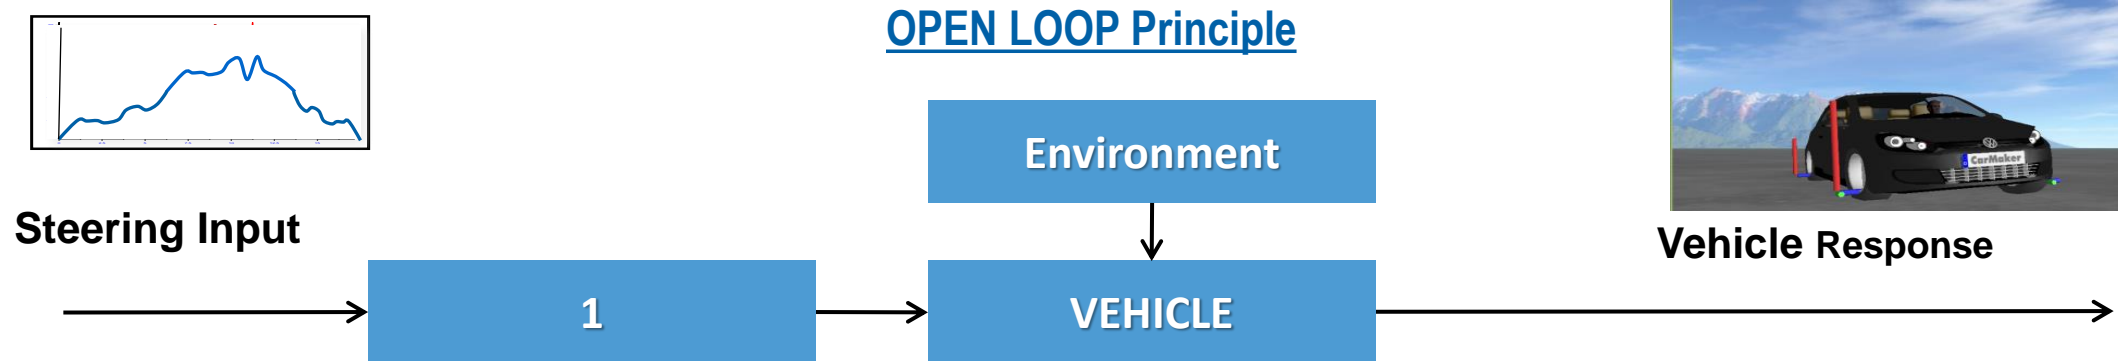 OPEN LOOP Principle
Environment
CarMaker
Steering Input
Vehicle Response
1
VEHICLE